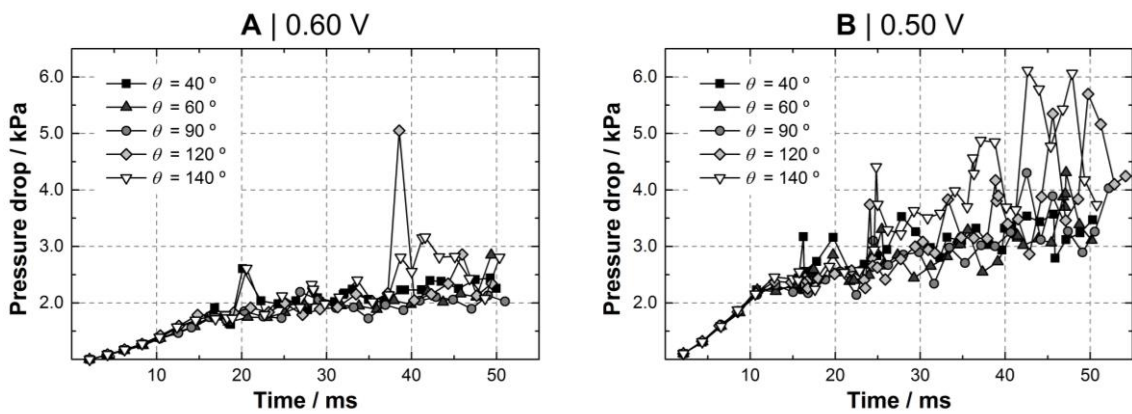 A | 0.60 V
Pressure drop / kPa
6.0
5.0
4.0
3.0
2.0
θ = 40 º
θ = 60 º
θ = 90 º
θ = 120 º
θ = 140 º
10 20 30 40 50
Time / ms
B | 0.50 V
Pressure drop / kPa
6.0
5.0
4.0
3.0
2.0
θ = 40 º
θ = 60 º
θ = 90 º
θ = 120 º
θ = 140 º
10 20 30 40 50
Time / ms